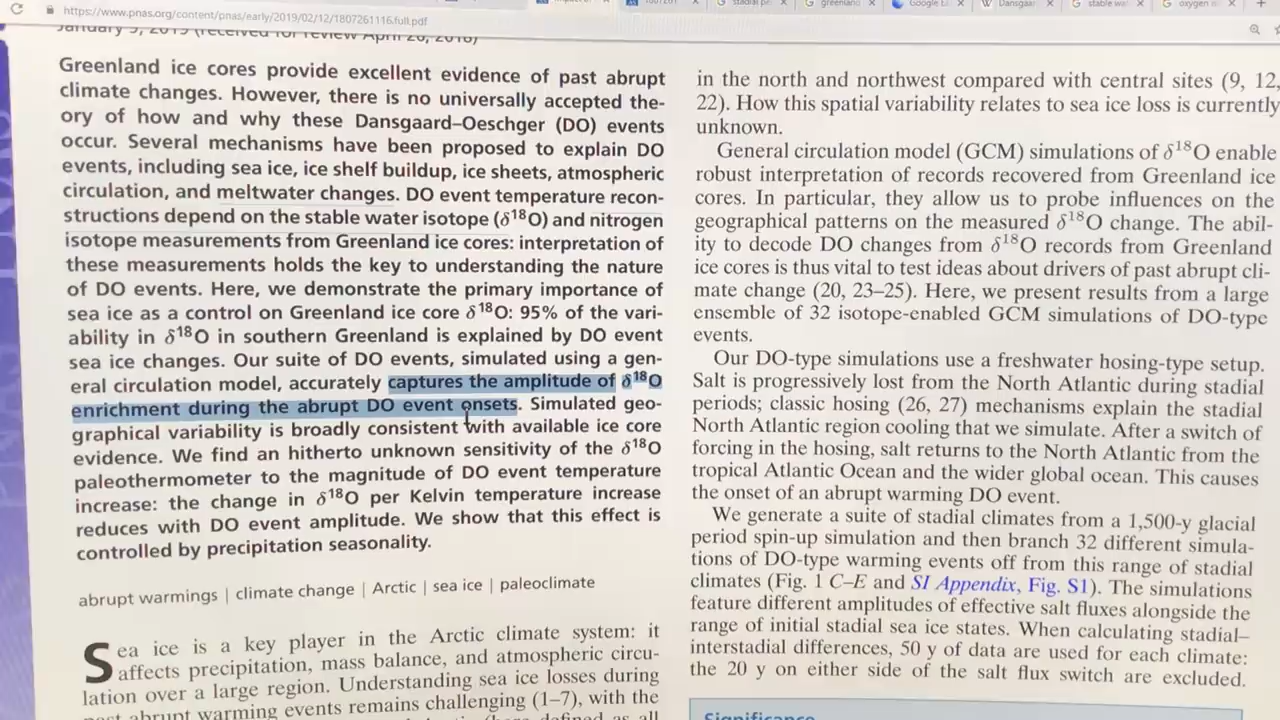 https://www.pnas.org/content/pnas/early/2019/02/12/1807261116.full.pdf
stadial
greenland
Google
Dansgaar
stable wa
oxygen
January 9, 2019 (received for review April 26, 2018)
Greenland ice cores provide excellent evidence of past abrupt
climate changes. However, there is no universally accepted the-
ory of how and why these Dansgaard–Oeschger (DO) events
occur. Several mechanisms have been proposed to explain DO
events, including sea ice, ice shelf buildup, ice sheets, atmospheric
circulation, and meltwater changes. DO event temperature recon-
structions depend on the stable water isotope (δ¹⁸O) and nitrogen
isotope measurements from Greenland ice cores: interpretation of
these measurements holds the key to understanding the nature
of DO events. Here, we demonstrate the primary importance of
sea ice as a control on Greenland ice core δ¹⁸O: 95% of the vari-
ability in δ¹⁸O in southern Greenland is explained by DO event
sea ice changes. Our suite of DO events, simulated using a gen-
eral circulation model, accurately captures the amplitude of δ¹⁸O
enrichment during the abrupt DO event onsets. Simulated geo-
graphical variability is broadly consistent with available ice core
evidence. We find an hitherto unknown sensitivity of the δ¹⁸O
paleothermometer to the magnitude of DO event temperature
increase: the change in δ¹⁸O per Kelvin temperature increase
reduces with DO event amplitude. We show that this effect is
controlled by precipitation seasonality.
abrupt warmings | climate change | Arctic | sea ice | paleoclimate
Sea ice is a key player in the Arctic climate system: it
affects precipitation, mass balance, and atmospheric circu-
lation over a large region. Understanding sea ice losses during
past abrupt warming events remains challenging (1–7), with the
in the north and northwest compared with central sites (9, 12,
22). How this spatial variability relates to sea ice loss is currently
unknown.
General circulation model (GCM) simulations of δ¹⁸O enable
robust interpretation of records recovered from Greenland ice
cores. In particular, they allow us to probe influences on the
geographical patterns on the measured δ¹⁸O change. The abil-
ity to decode DO changes from δ¹⁸O records from Greenland
ice cores is thus vital to test ideas about drivers of past abrupt cli-
mate change (20, 23–25). Here, we present results from a large
ensemble of 32 isotope-enabled GCM simulations of DO-type
events.
Our DO-type simulations use a freshwater hosing-type setup.
Salt is progressively lost from the North Atlantic during stadial
periods; classic hosing (26, 27) mechanisms explain the stadial
North Atlantic region cooling that we simulate. After a switch of
forcing in the hosing, salt returns to the North Atlantic from the
tropical Atlantic Ocean and the wider global ocean. This causes
the onset of an abrupt warming DO event.
We generate a suite of stadial climates from a 1,500-y glacial
period spin-up simulation and then branch 32 different simula-
tions of DO-type warming events off from this range of stadial
climates (Fig. 1 C–E and SI Appendix, Fig. S1). The simulations
feature different amplitudes of effective salt fluxes alongside the
range of initial stadial sea ice states. When calculating stadial–
interstadial differences, 50 y of data are used for each climate:
the 20 y on either side of the salt flux switch are excluded.
Significance